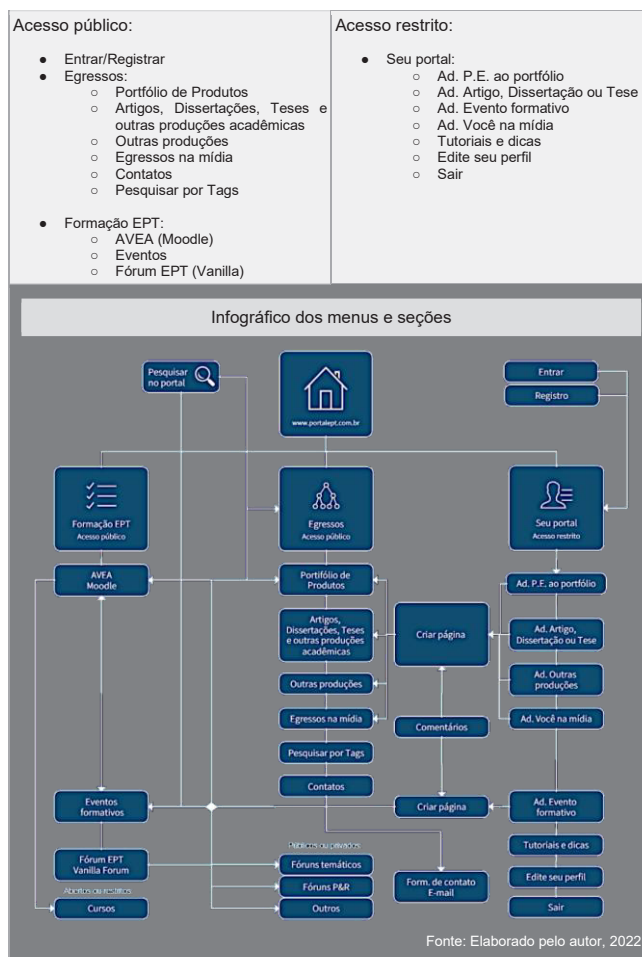 Acesso público:
● Entrar/Registrar
● Egressos:
○ Portfólio de Produtos
○ Artigos, Dissertações, Teses e
outras produções acadêmicas
○ Outras produções
○ Egressos na mídia
○ Contatos
○ Pesquisar por Tags
● Formação EPT:
○ AVEA (Moodle)
○ Eventos
○ Fórum EPT (Vanilla)
Acesso restrito:
● Seu portal:
○ Ad. P.E. ao portfólio
○ Ad. Artigo, Dissertação ou Tese
○ Ad. Evento formativo
○ Ad. Você na mídia
○ Tutoriais e dicas
○ Edite seu perfil
○ Sair
Infográfico dos menus e seções
Pesquisar
no portal
www.portalept.com.br
Entrar
Registro
Formação EPT
Acesso público
Egressos
Acesso público
Seu portal
Acesso restrito
AVEA
Moodle
Portifólio de
Produtos
Ad. P.E. ao portfólio
Artigos,
Dissertações, Teses
e outras produções
acadêmicas
Criar página
Ad. Artigo,
Dissertação ou Tese
Outras produções
Ad. Outras
produções
Egressos na mídia
Comentários
Ad. Você na mídia
Pesquisar por Tags
Contatos
Eventos
formativos
Criar página
Ad. Evento
formativo
Públicos ou privados
Fórum EPT
Vanilla Forum
Fóruns temáticos
Tutoriais e dicas
Fóruns P&R
Form. de contato
E-mail
Edite seu perfil
Abertos ou restritos
Cursos
Outros
Sair
Fonte: Elaborado pelo autor, 2022